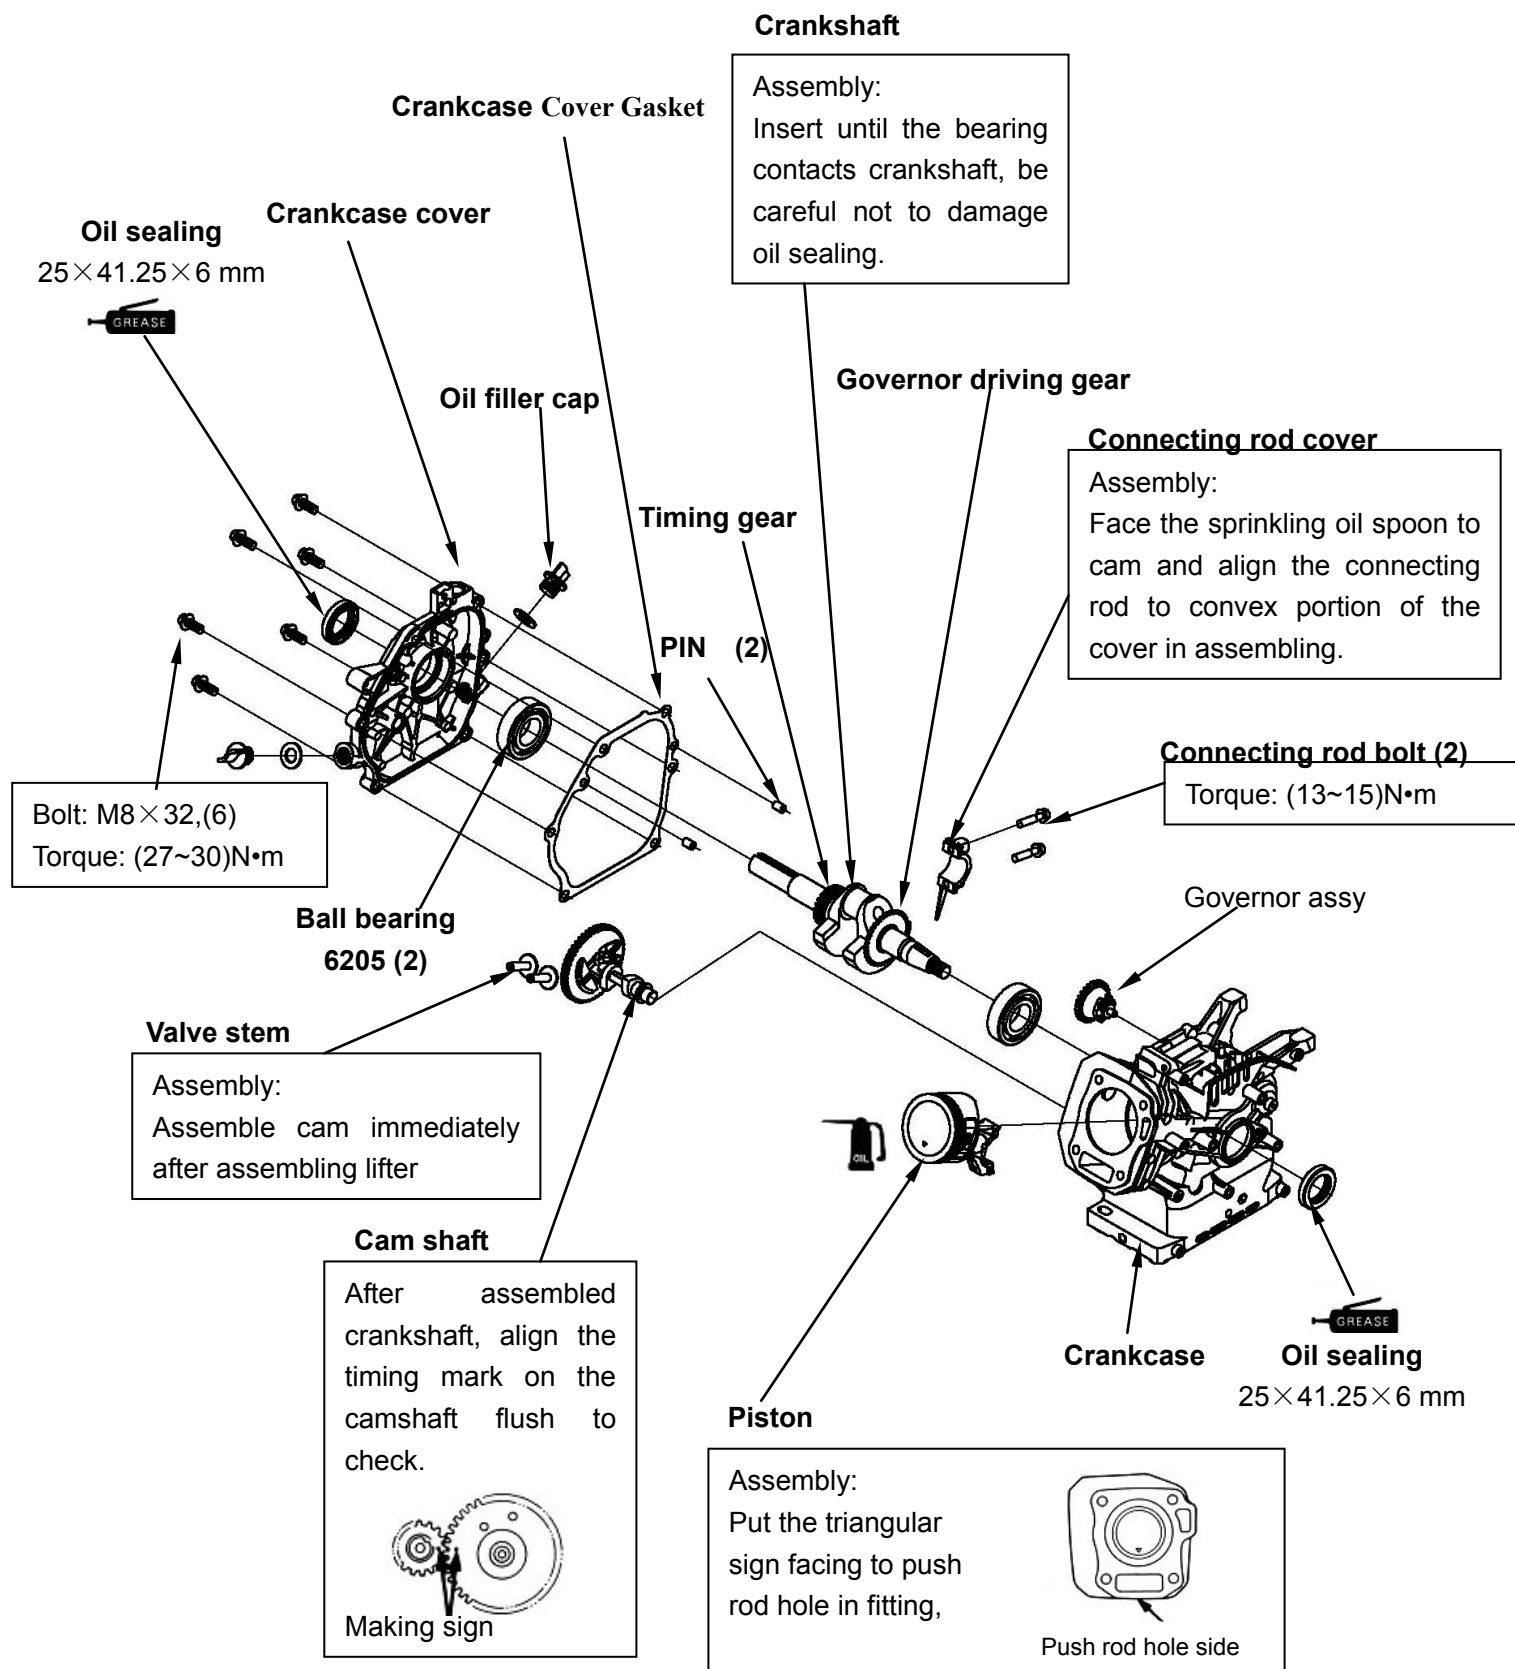 Crankshaft
Assembly:
Insert until the bearing
contacts crankshaft, be
careful not to damage
oil sealing.
Crankcase Cover Gasket
Crankcase cover
Oil sealing
25×41.25×6 mm
GREASE
Oil filler cap
Governor driving gear
Connecting rod cover
Assembly:
Face the sprinkling oil spoon to
cam and align the connecting
rod to convex portion of the
cover in assembling.
Timing gear
PIN (2)
Connecting rod bolt (2)
Torque: (13~15)N•m
Bolt: M8×32,(6)
Torque: (27~30)N•m
Governor assy
Ball bearing
6205 (2)
Valve stem
Assembly:
Assemble cam immediately
after assembling lifter
OIL
Cam shaft
After assembled
crankshaft, align the
timing mark on the
camshaft flush to
check.
Making sign
GREASE
Crankcase
Oil sealing
25×41.25×6 mm
Piston
Assembly:
Put the triangular
sign facing to push
rod hole in fitting,
Push rod hole side